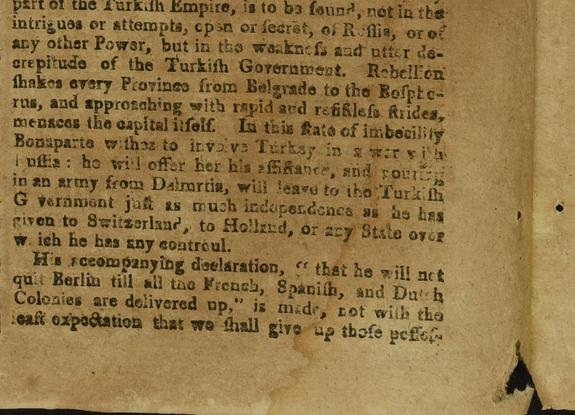 part of the Turkiſh Empire, is to be found, not in the
intrigues or attempts, open or ſecret, of Ruſſia, or of
any other Power, but in the weakneſs and utter de-
crepitude of the Turkiſh Government. Rebellion
ſhakes every Province from Belgrade to the Boſpho-
rus, and approaching with rapid and reſiſtleſs ſtrides,
menaces the capital itſelf. In this ſtate of imbecility
Bonaparte wiſhes to involve Turkey in a war with
Ruſſia: he will offer her his aſſiſtance, and pouring
in an army from Dalmatia, will leave to the Turkiſh
G vernment juſt as much independence as he has
given to Switzerland, to Holland, or any State over
w ich he has any controul.
His accompanying declaration, “ that he will not
quit Berlin till all the French, Spaniſh, and Dutch
Colonies are delivered up,” is made, not with the
leaſt expectation that we ſhall give up thoſe poſſeſ-